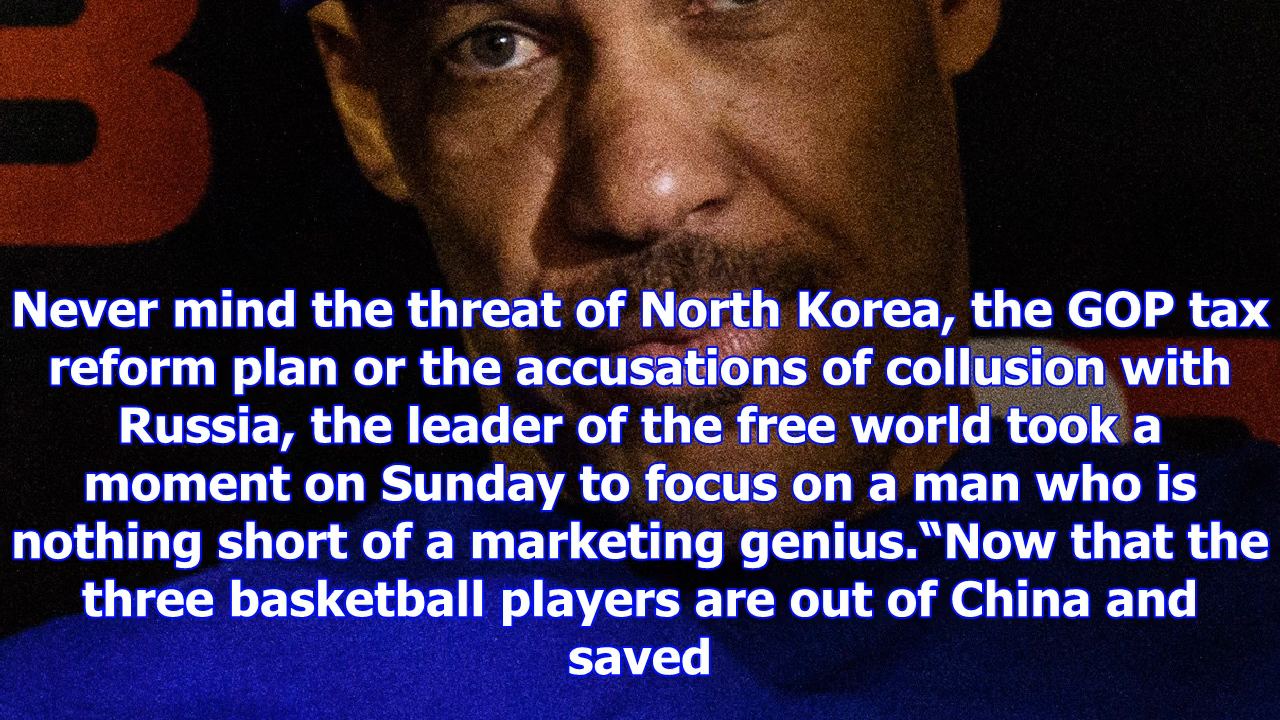 Never mind the threat of North Korea, the GOP tax
reform plan or the accusations of collusion with
Russia, the leader of the free world took a
moment on Sunday to focus on a man who is
nothing short of a marketing genius.“Now that the
three basketball players are out of China and
saved